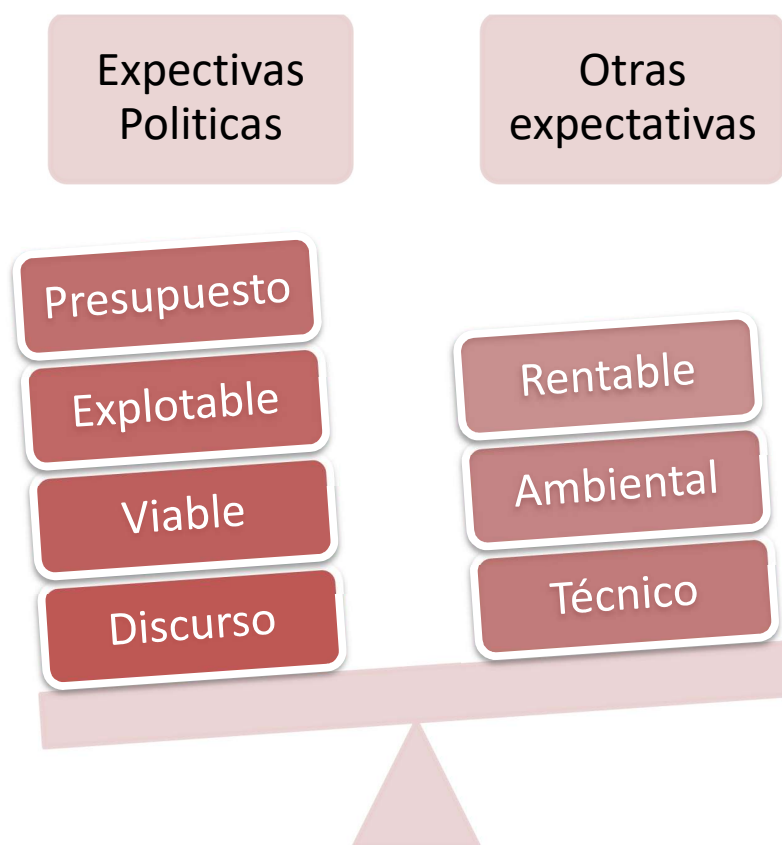 Expectivas
Politicas
Otras
expectativas
Presupuesto
Explotable
Viable
Discurso
Rentable
Ambiental
Técnico